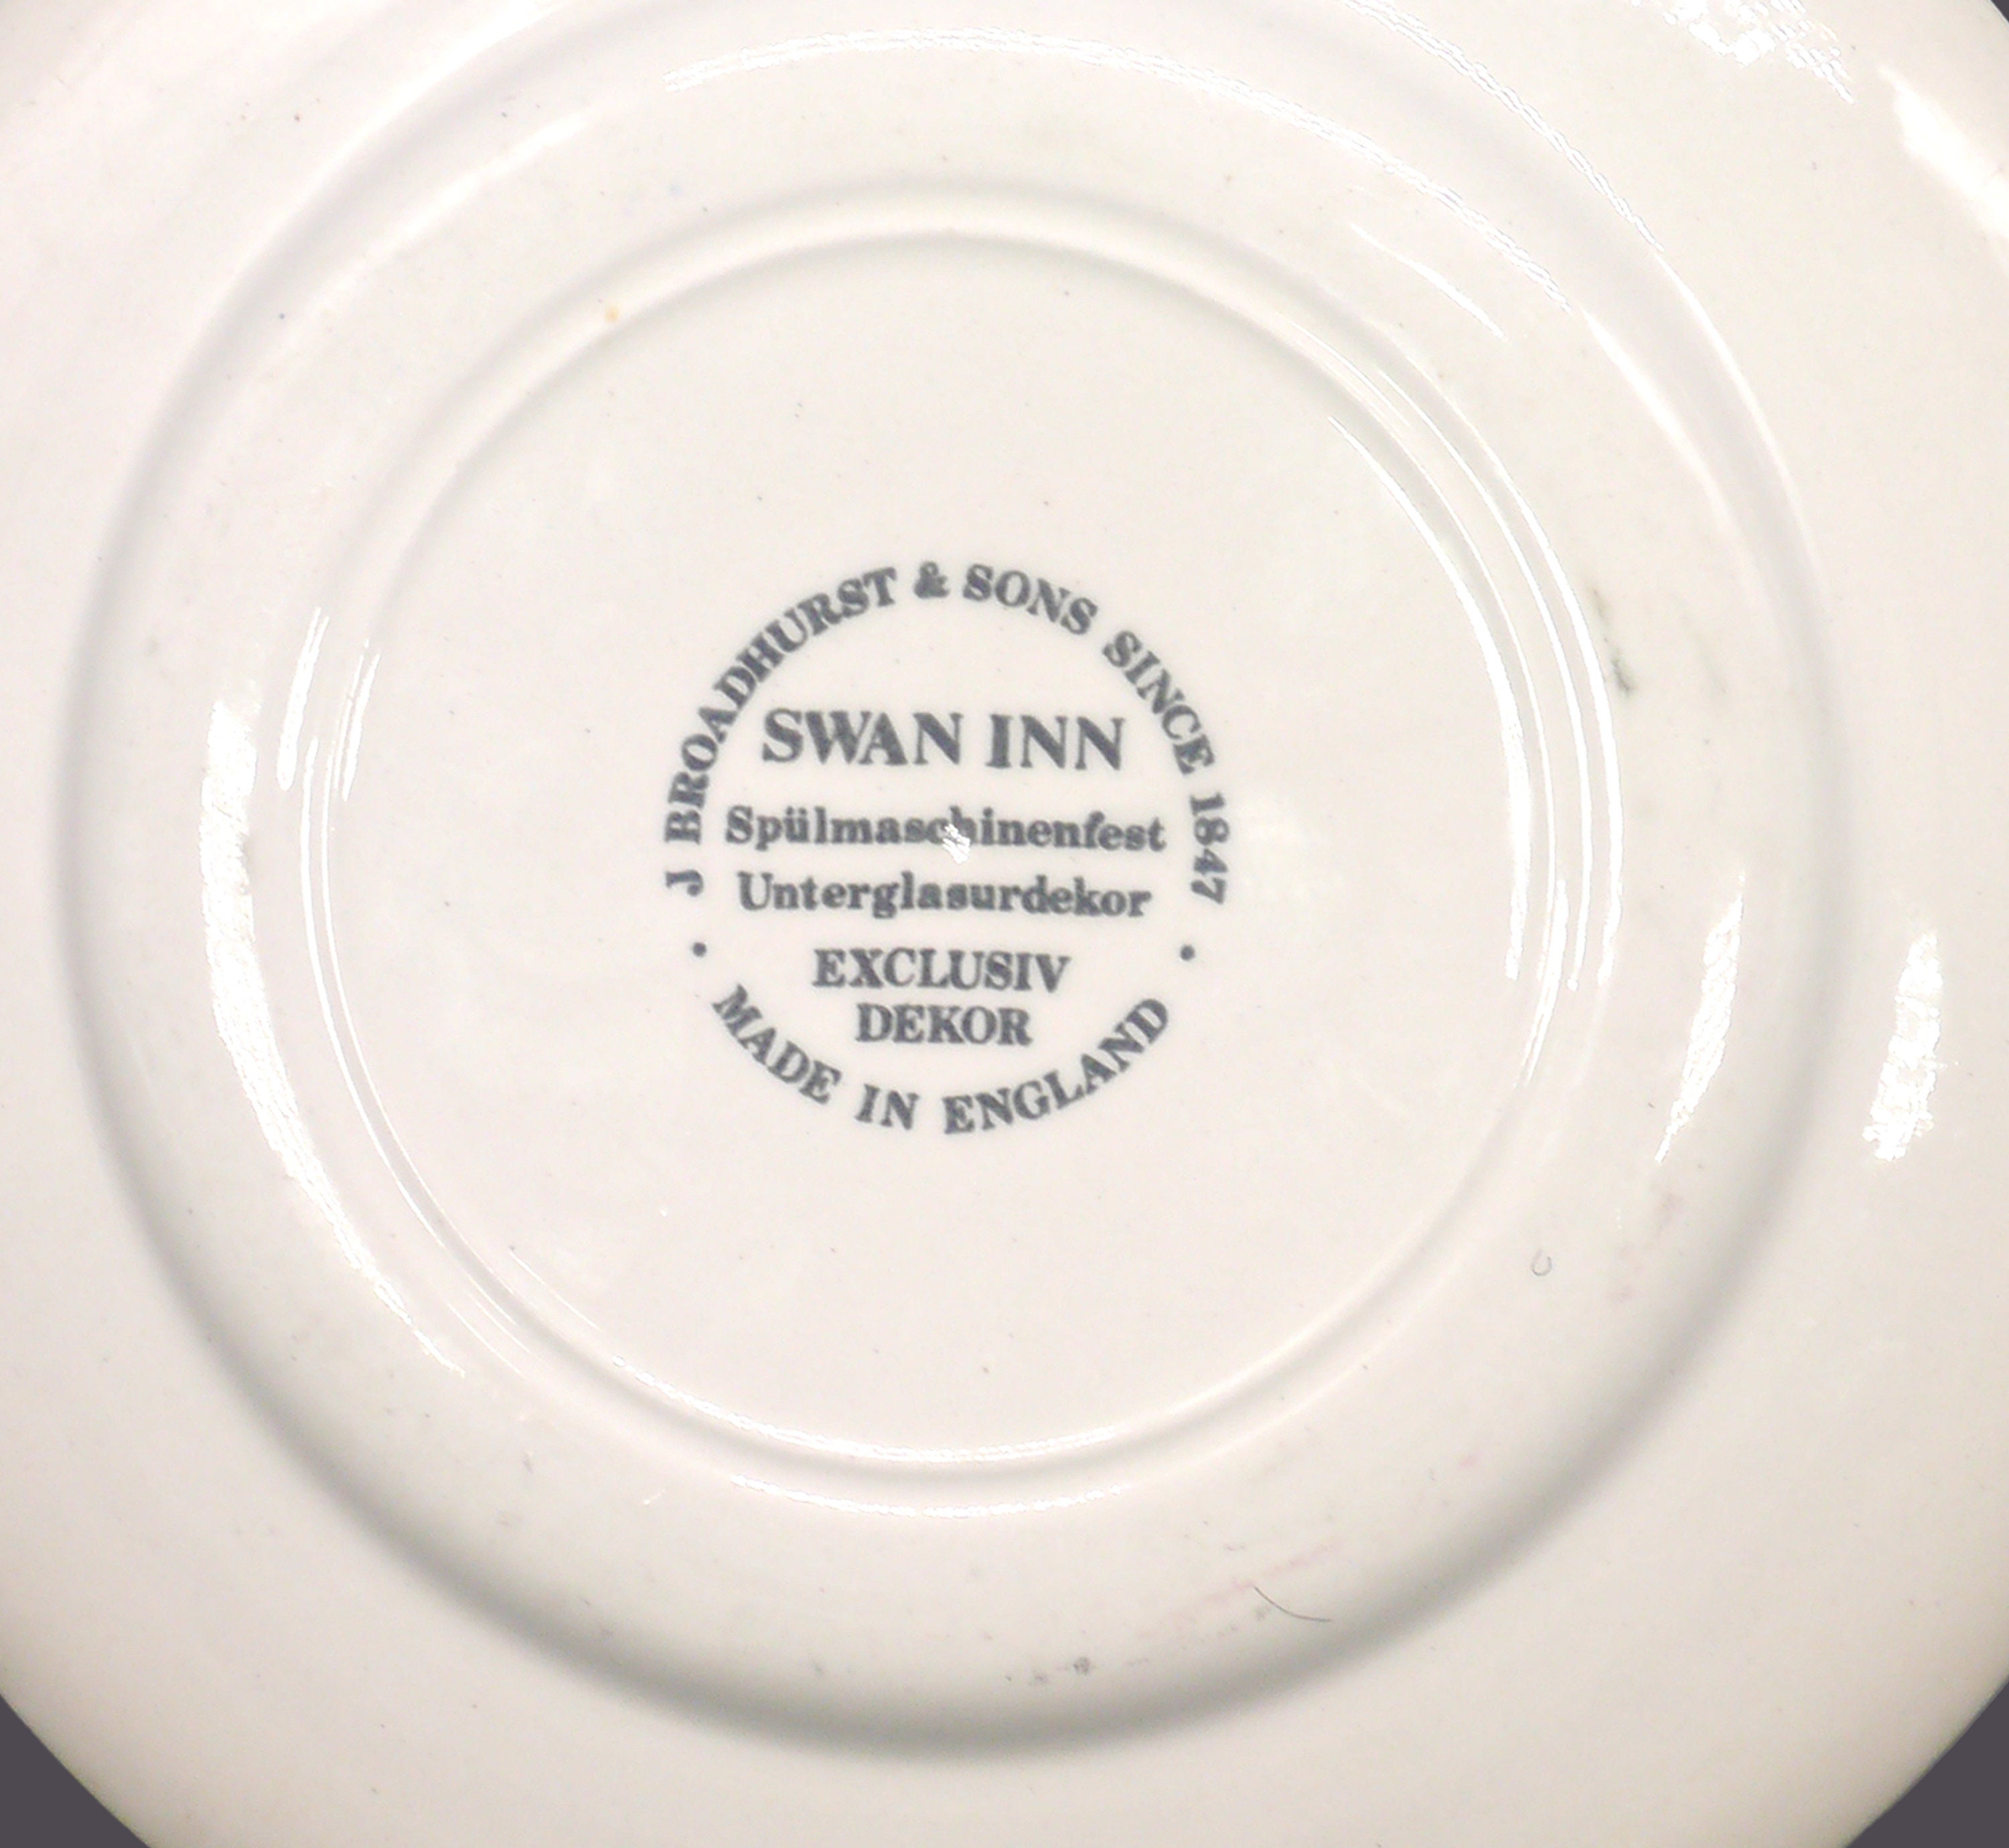 J BROADHURST & SONS SINCE 1847
SWAN INN
Spülmaschinenfest
Unterglasurdekor
EXCLUSIV
DEKOR
• MADE IN ENGLAND •